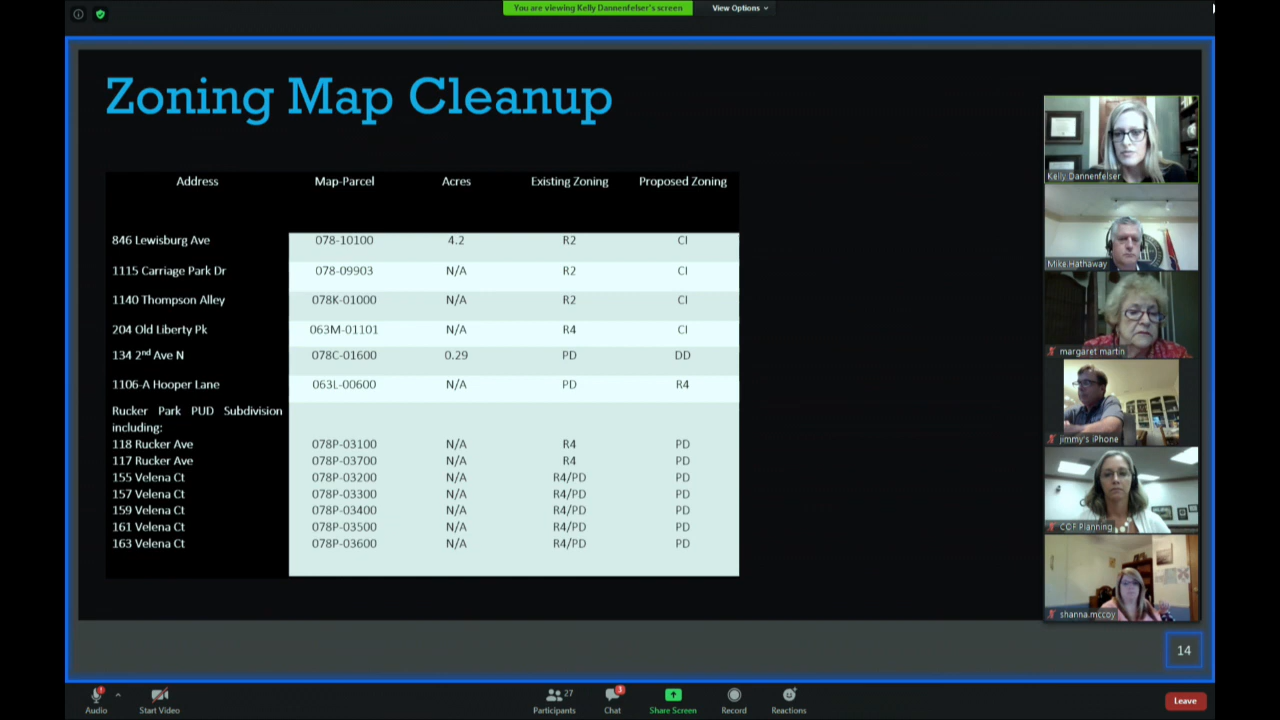 You are viewing Kelly Dannenfelser's screen
View Options
Zoning Map Cleanup
Address Map-Parcel Acres Existing Zoning Proposed Zoning
846 Lewisburg Ave 078-10100 4.2 R2 CI
1115 Carriage Park Dr 078-09903 N/A R2 CI
1140 Thompson Alley 078K-01000 N/A R2 CI
204 Old Liberty Pk 063M-01101 N/A R4 CI
134 2nd Ave N 078C-01600 0.29 PD DD
1106-A Hooper Lane 063L-00600 N/A PD R4
Rucker Park PUD Subdivision
including:
118 Rucker Ave 078P-03100 N/A R4 PD
117 Rucker Ave 078P-03700 N/A R4 PD
155 Velena Ct 078P-03200 N/A R4/PD PD
157 Velena Ct 078P-03300 N/A R4/PD PD
159 Velena Ct 078P-03400 N/A R4/PD PD
161 Velena Ct 078P-03500 N/A R4/PD PD
163 Velena Ct 078P-03600 N/A R4/PD PD
Kelly Dannenfelser
Mike.Hathaway
margaret martin
jimmy's iPhone
COF Planning
shanna.mccoy
14
Audio
Start Video
27
Participants
3
Chat
Share Screen
Record
Reactions
Leave